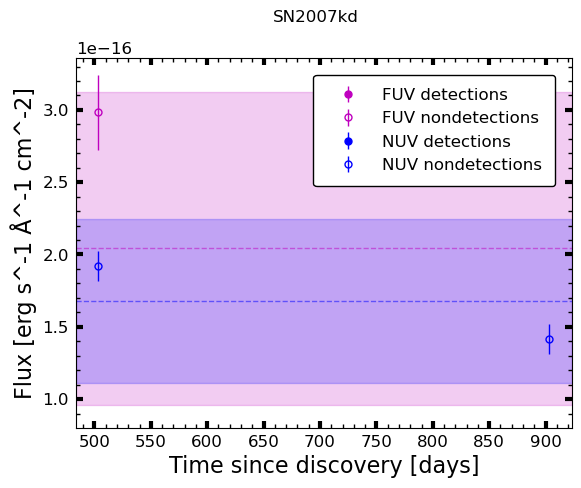 SN2007kd
1e−16
FUV detections
FUV nondetections
NUV detections
NUV nondetections
3.0
2.5
2.0
1.5
1.0
Flux [erg s^-1 Å^-1 cm^-2]
500 550 600 650 700 750 800 850 900
Time since discovery [days]